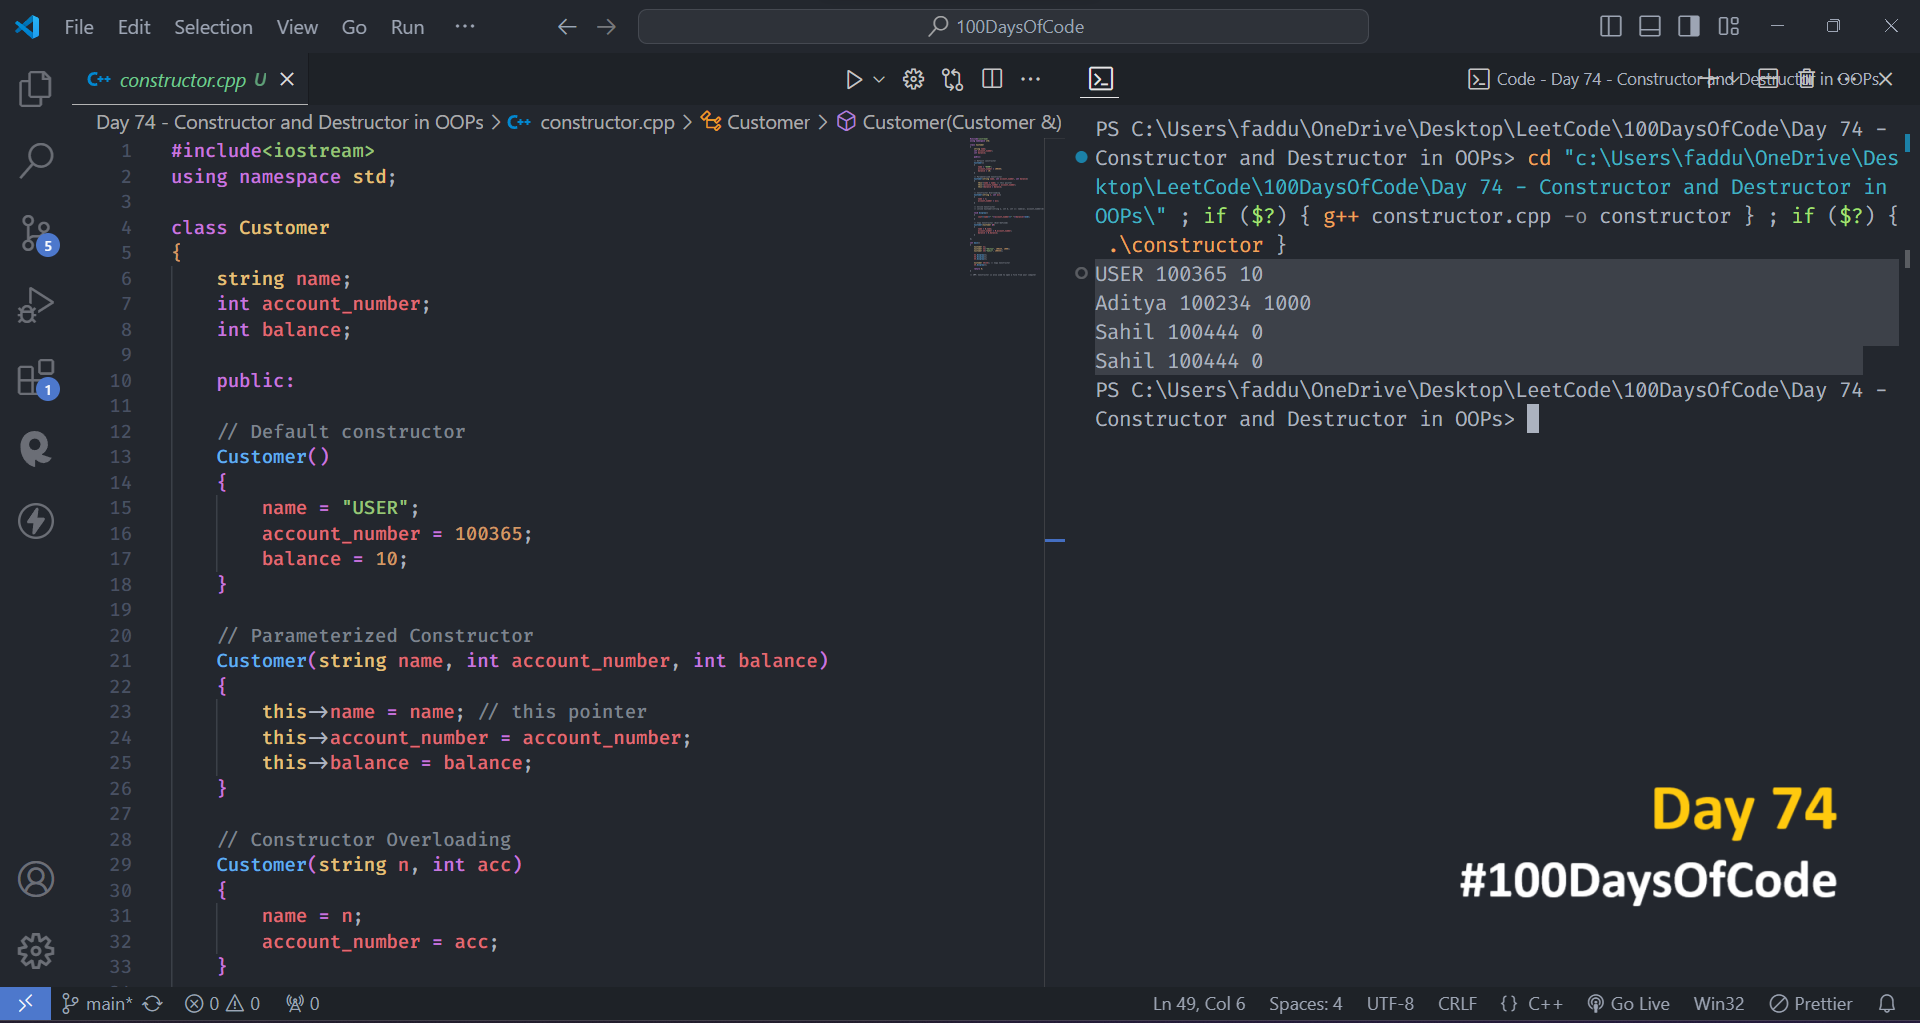 File Edit Selection View Go Run ··· 100DaysOfCode
C++ constructor.cpp U
Day 74 - Constructor and Destructor in OOPs > C++ constructor.cpp > Customer > Customer(Customer &)
1 #include<iostream>
2 using namespace std;
3
4 class Customer
5 {
6 string name;
7 int account_number;
8 int balance;
9
10 public:
11
12 // Default constructor
13 Customer()
14 {
15 name = "USER";
16 account_number = 100365;
17 balance = 10;
18 }
19
20 // Parameterized Constructor
21 Customer(string name, int account_number, int balance)
22 {
23 this->name = name; // this pointer
24 this->account_number = account_number;
25 this->balance = balance;
26 }
27
28 // Constructor Overloading
29 Customer(string n, int acc)
30 {
31 name = n;
32 account_number = acc;
33 }
5
1
Code - Day 74 - Constructor and Destructor in OOPs
PS C:\Users\faddu\OneDrive\Desktop\LeetCode\100DaysOfCode\Day 74 -
Constructor and Destructor in OOPs> cd "c:\Users\faddu\OneDrive\Des
ktop\LeetCode\100DaysOfCode\Day 74 - Constructor and Destructor in
OOPs\" ; if ($?) { g++ constructor.cpp -o constructor } ; if ($?) {
.\constructor }
USER 100365 10
Aditya 100234 1000
Sahil 100444 0
Sahil 100444 0
PS C:\Users\faddu\OneDrive\Desktop\LeetCode\100DaysOfCode\Day 74 -
Constructor and Destructor in OOPs>
Day 74
#100DaysOfCode
main* 0 0 0 Ln 49, Col 6 Spaces: 4 UTF-8 CRLF {} C++ Go Live Win32 Prettier